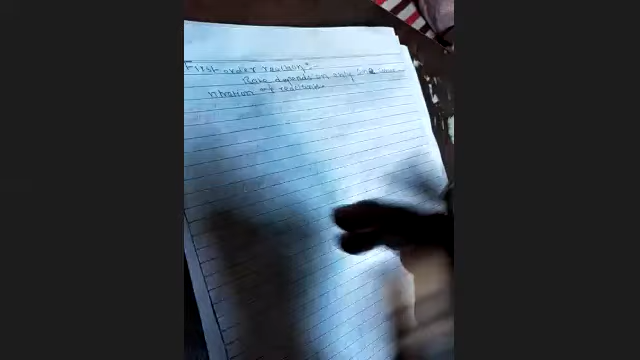 First order reaction:-
Rate depends on only
ntration of reactants.